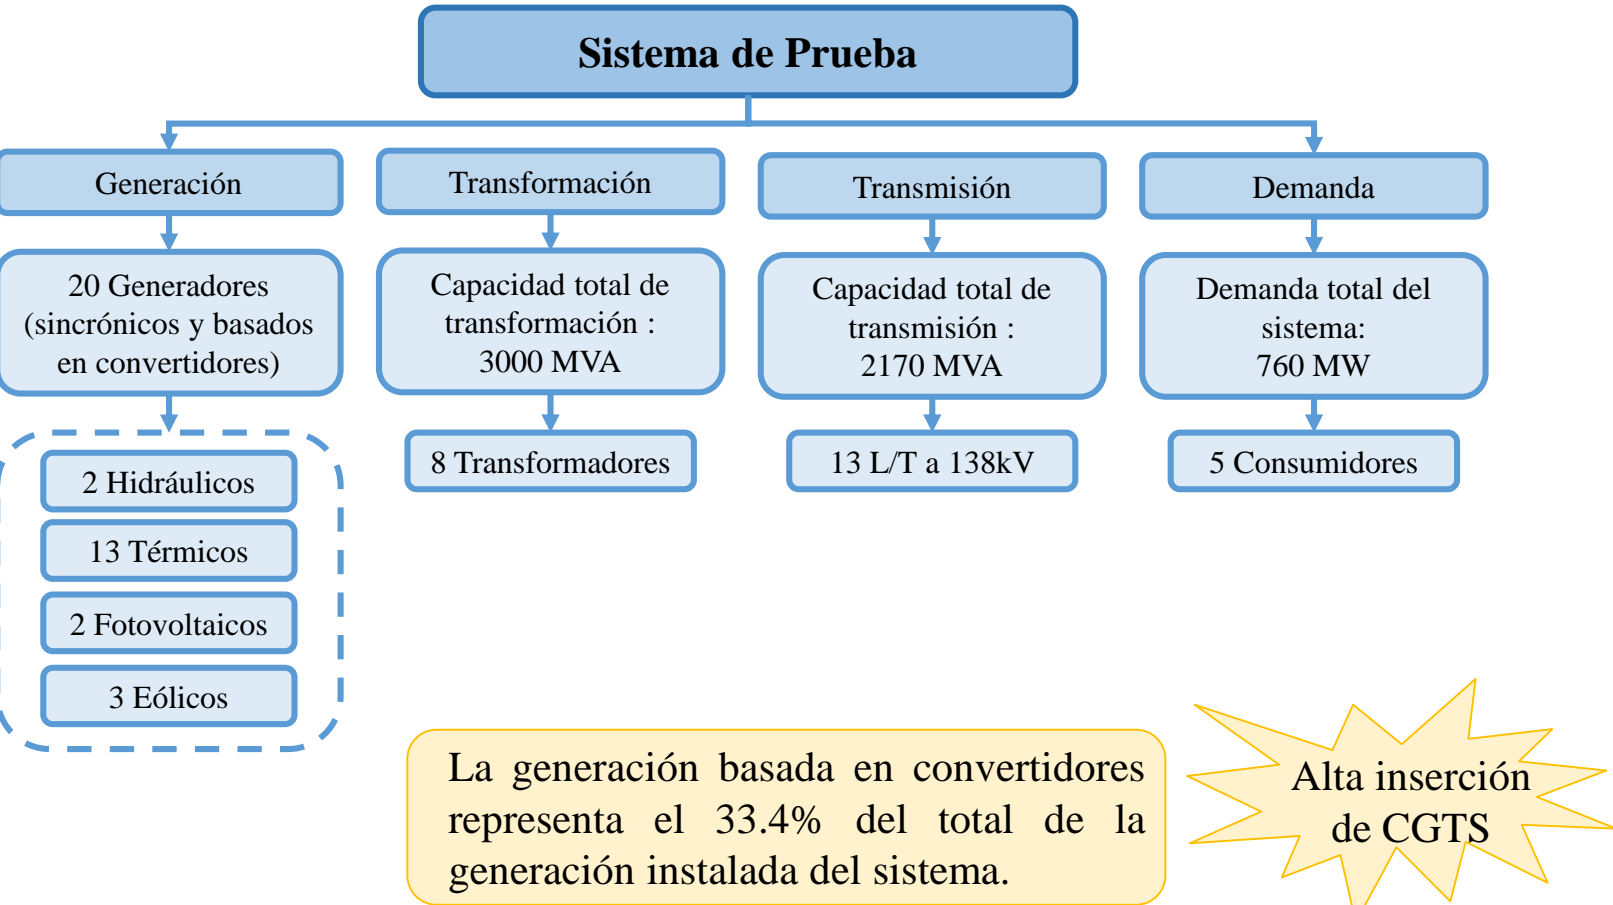 Sistema de Prueba
Generación
Transformación
Transmisión
Demanda
20 Generadores
(sincrónicos y basados
en convertidores)
Capacidad total de
transformación :
3000 MVA
Capacidad total de
transmisión :
2170 MVA
Demanda total del
sistema:
760 MW
2 Hidráulicos
13 Térmicos
2 Fotovoltaicos
3 Eólicos
8 Transformadores
13 L/T a 138kV
5 Consumidores
La generación basada en convertidores
representa el 33.4% del total de la
generación instalada del sistema.
Alta inserción
de CGTS